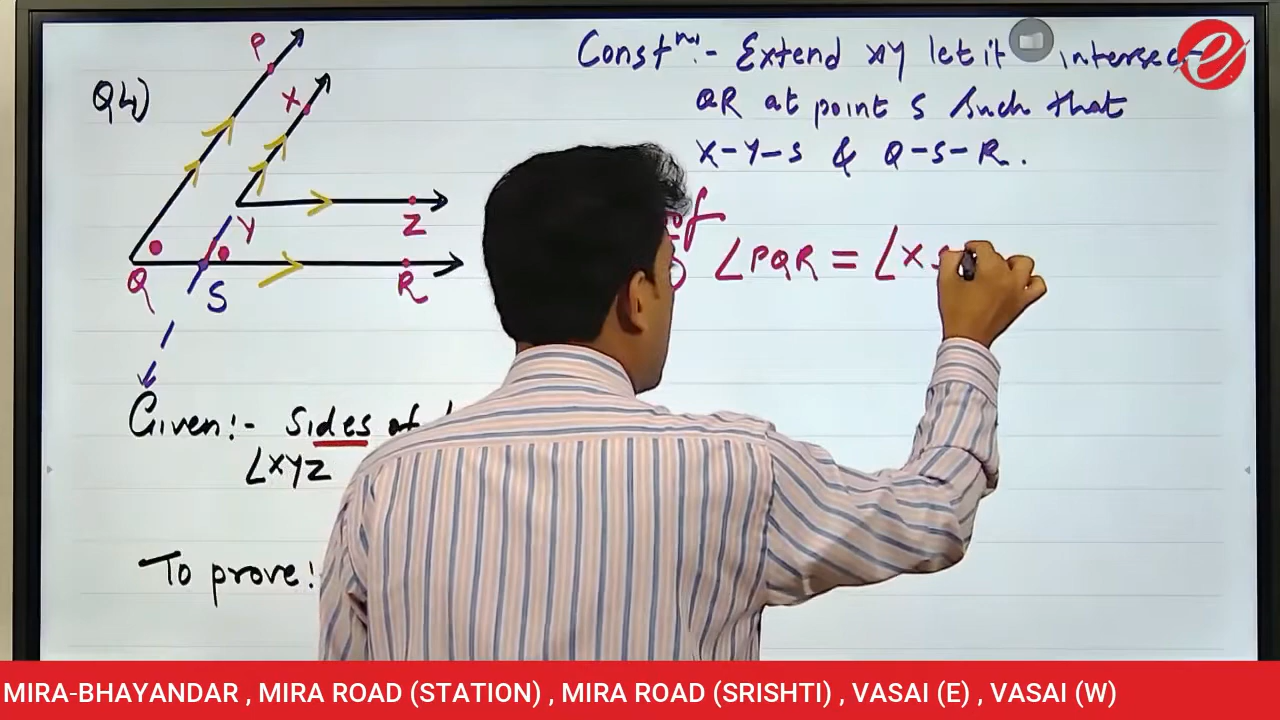 Q4)
P
X
Y
Z
Q
S
R
Constⁿ:- Extend XY let it intersec
QR at point S such that
X-Y-S & Q-S-R.
∠PQR = ∠X
Given:- Sides of
∠XYZ
To prove:
e
MIRA-BHAYANDAR , MIRA ROAD (STATION) , MIRA ROAD (SRISHTI) , VASAI (E) , VASAI (W)